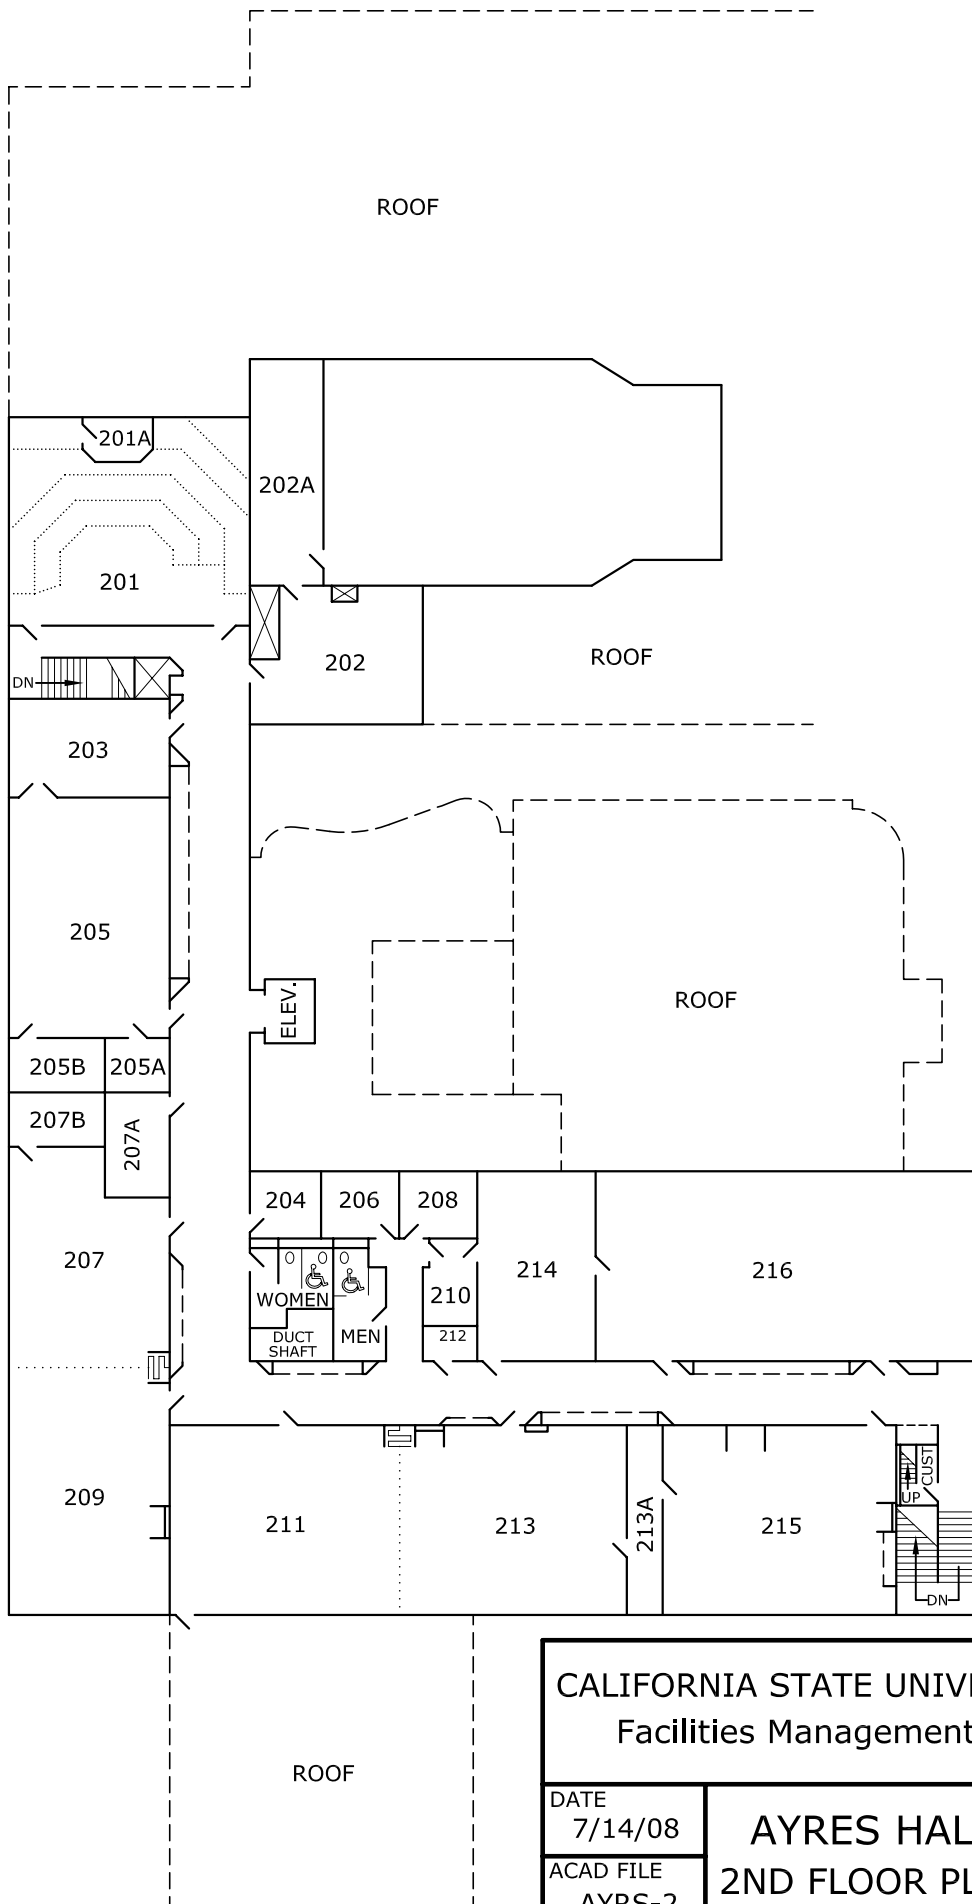 ROOF
201A
202A
201
202
ROOF
DN
203
205
ELEV.
ROOF
205B
205A
207B
207A
204
206
208
207
214
216
WOMEN
210
DUCT
SHAFT
MEN
212
CUST
UP
209
211
213
213A
215
DN
CALIFORNIA STATE
Facilities Management
ROOF
DATE
7/14/08
AYRES
ACAD FILE
2ND FLOOR
AYRS-2